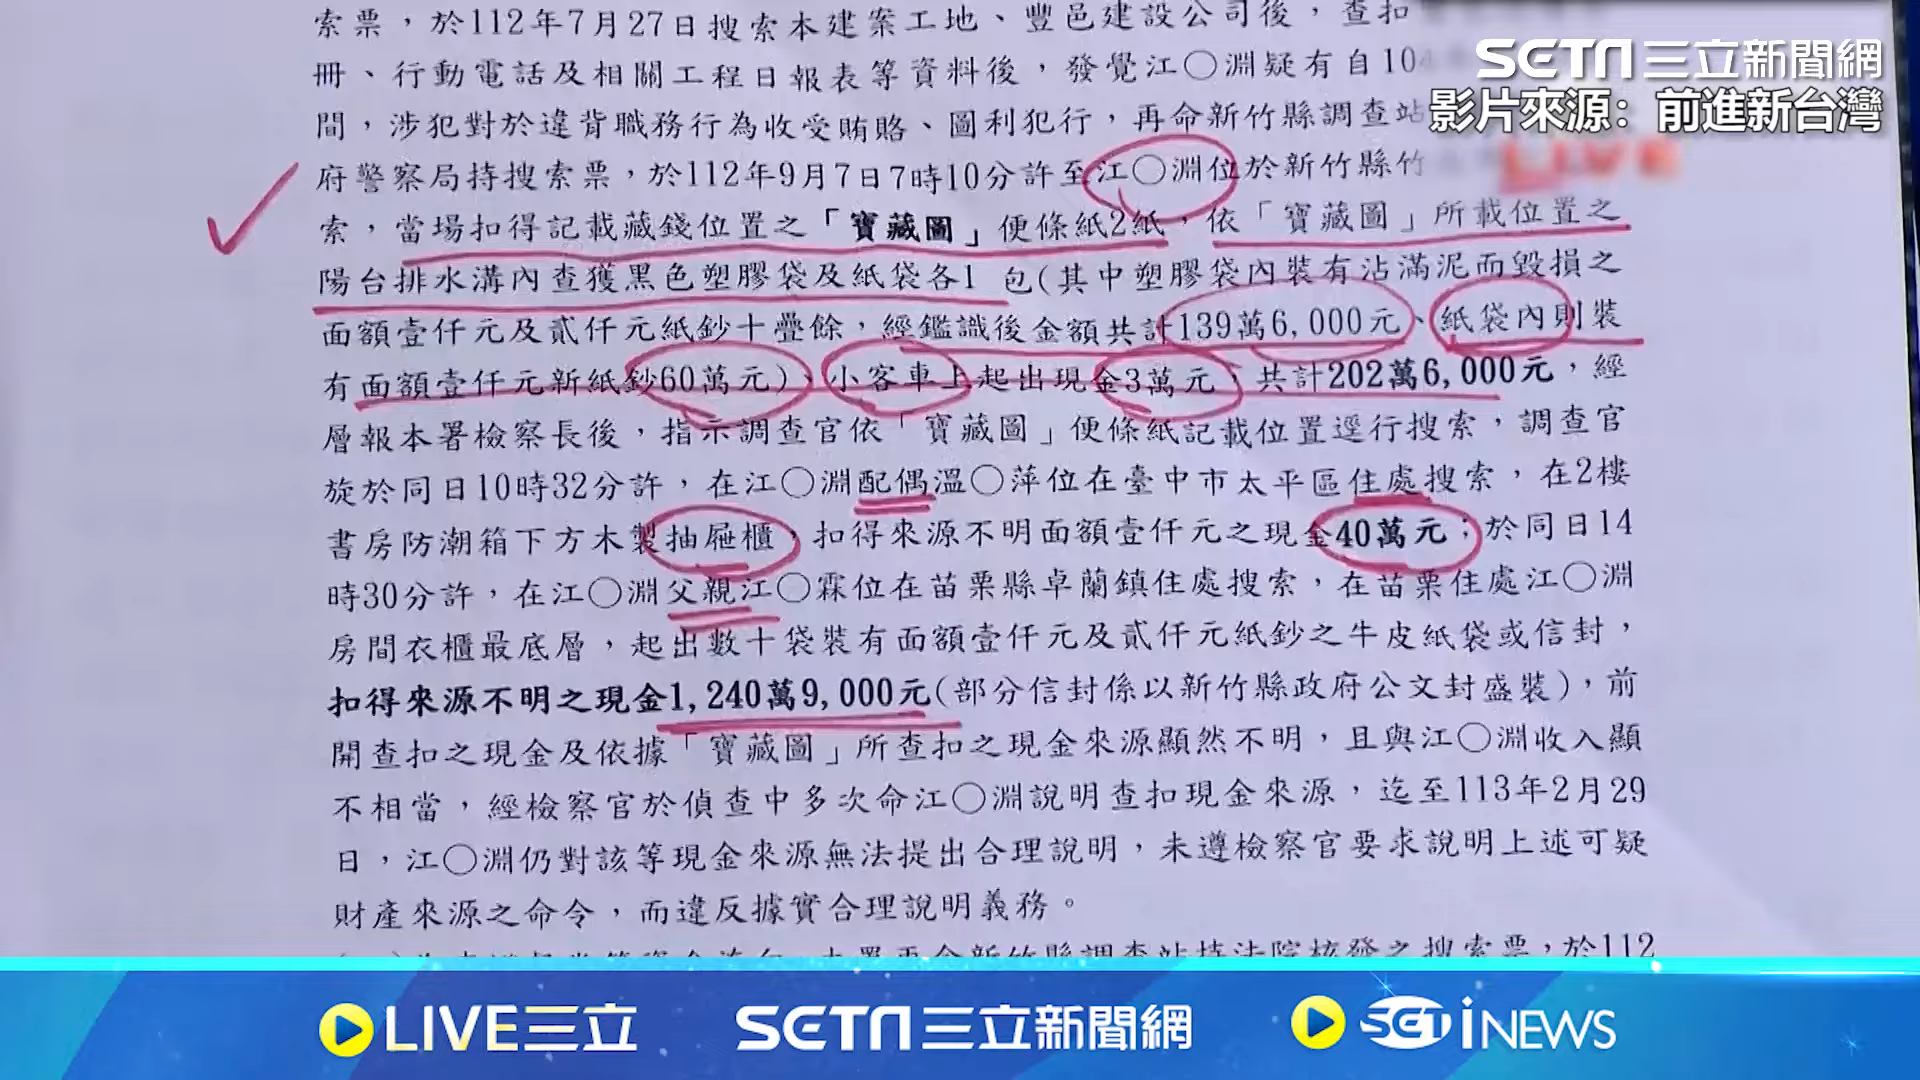 索票，於112年7月27日搜索本建案工地、豐邑建設公司後，查扣
SETN三立新聞網
冊、行動電話及相關工程日報表等資料後，發覺江○淵疑有自10
影片來源：前進新台灣
間，涉犯對於違背職務行為收受賄賂、圖利犯行，再命新竹縣調查站
LIVE
府警察局持搜索票，於112年9月7日7時10分許至江○淵位於新竹縣竹
索，當場扣得記載藏錢位置之「寶藏圖」便條紙2紙，依「寶藏圖」所載位置之
陽台排水溝內查獲黑色塑膠袋及紙袋各1包(其中塑膠袋內裝有沾滿泥而毀損之
面額壹仟元及貳仟元紙鈔十疊餘，經鑑識後金額共計139萬6,000元、紙袋內則裝
有面額壹仟元新紙鈔60萬元)、小客車上起出現金3萬元，共計202萬6,000元，經
層報本署檢察長後，指示調查官依「寶藏圖」便條紙記載位置逕行搜索，調查官
旋於同日10時32分許，在江○淵配偶溫○萍位在臺中市太平區住處搜索，在2樓
書房防潮箱下方木製抽屜櫃，扣得來源不明面額壹仟元之現金40萬元；於同日14
時30分許，在江○淵父親江○霖位在苗栗縣卓蘭鎮住處搜索，在苗栗住處江○淵
房間衣櫃最底層，起出數十袋裝有面額壹仟元及貳仟元紙鈔之牛皮紙袋或信封，
扣得來源不明之現金1,240萬9,000元(部分信封係以新竹縣政府公文封盛裝)，前
開查扣之現金及依據「寶藏圖」所查扣之現金來源顯然不明，且與江○淵收入顯
不相當，經檢察官於偵查中多次命江○淵說明查扣現金來源，迄至113年2月29
日，江○淵仍對該等現金來源無法提出合理說明，未遵檢察官要求說明上述可疑
財產來源之命令，而違反據實合理說明義務。
本署再命新竹縣調查站持法院核發之搜索票，於112
LIVE三立 SETN三立新聞網 SET iNEWS